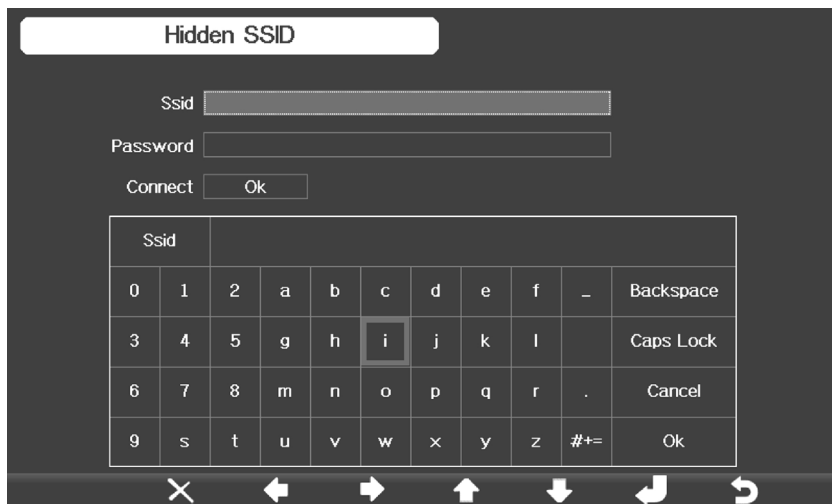 Hidden SSID
Ssid
Password
Connect Ok
Ssid
0 1 2 a b c d e f _ Backspace
3 4 5 g h i j k l Caps Lock
6 7 8 m n o p q r . Cancel
9 s t u v w x y z #+= Ok